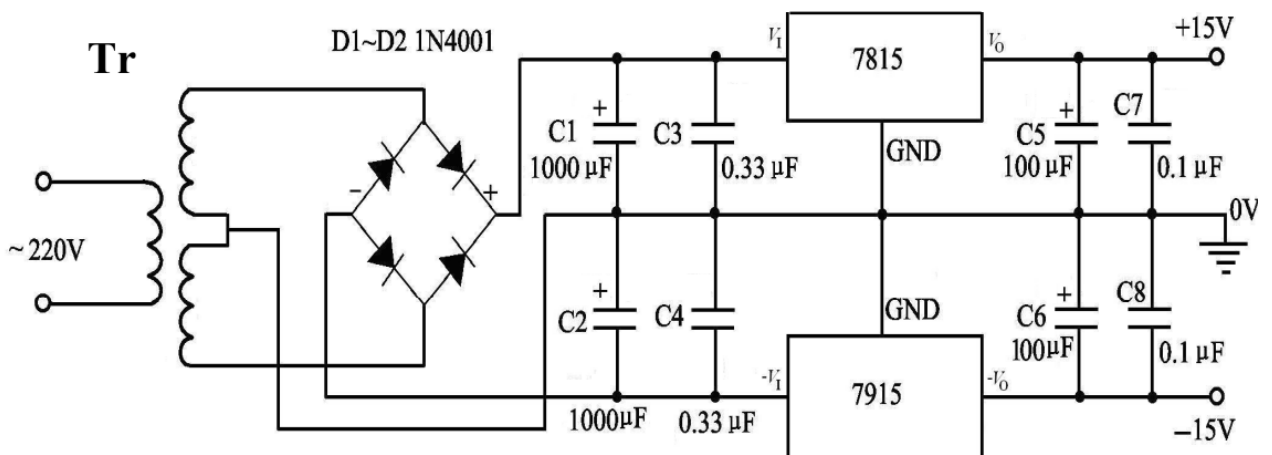 Tr
D1~D2 1N4001
~220V
-
+
+
C1
1000 μF
C3
0.33 μF
VI
7815
VO
GND
+
C5
100 μF
C7
0.1 μF
+15V
0V
+
C2
1000μF
C4
0.33 μF
-VI
7915
-VO
GND
+
C6
100μF
C8
0.1 μF
–15V